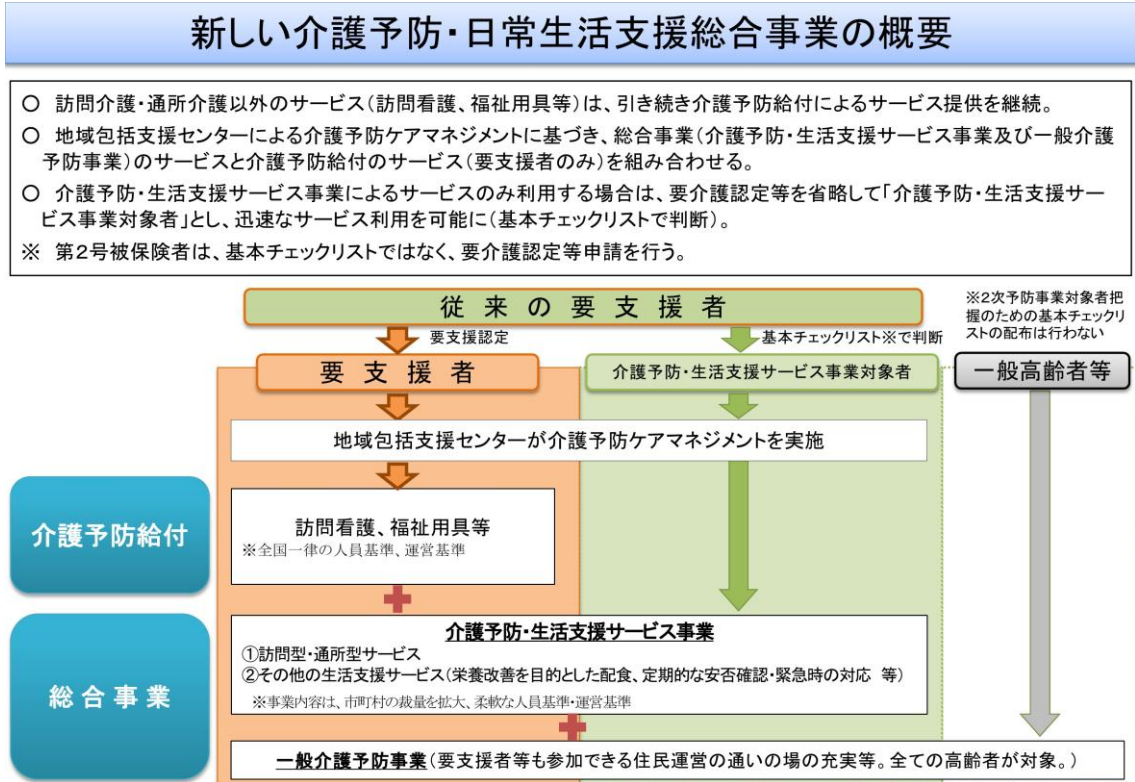 新しい介護予防・日常生活支援総合事業の概要
○ 訪問介護・通所介護以外のサービス(訪問看護、福祉用具等)は、引き続き介護予防給付によるサービス提供を継続。
○ 地域包括支援センターによる介護予防ケアマネジメントに基づき、総合事業(介護予防・生活支援サービス事業及び一般介護
予防事業)のサービスと介護予防給付のサービス(要支援者のみ)を組み合わせる。
○ 介護予防・生活支援サービス事業によるサービスのみ利用する場合は、要介護認定等を省略して「介護予防・生活支援サー
ビス事業対象者」とし、迅速なサービス利用を可能に(基本チェックリストで判断)。
※ 第2号被保険者は、基本チェックリストではなく、要介護認定等申請を行う。
従来の要支援者
※2次予防事業対象者把
握のための基本チェックリ
ストの配布は行わない
要支援認定
基本チェックリスト※で判断
要支援者
介護予防・生活支援サービス事業対象者
一般高齢者等
地域包括支援センターが介護予防ケアマネジメントを実施
介護予防給付
訪問看護、福祉用具等
※全国一律の人員基準、運営基準
総合事業
介護予防・生活支援サービス事業
①訪問型・通所型サービス
②その他の生活支援サービス(栄養改善を目的とした配食、定期的な安否確認・緊急時の対応 等)
※事業内容は、市町村の裁量を拡大、柔軟な人員基準・運営基準
一般介護予防事業(要支援者等も参加できる住民運営の通いの場の充実等。全ての高齢者が対象。)